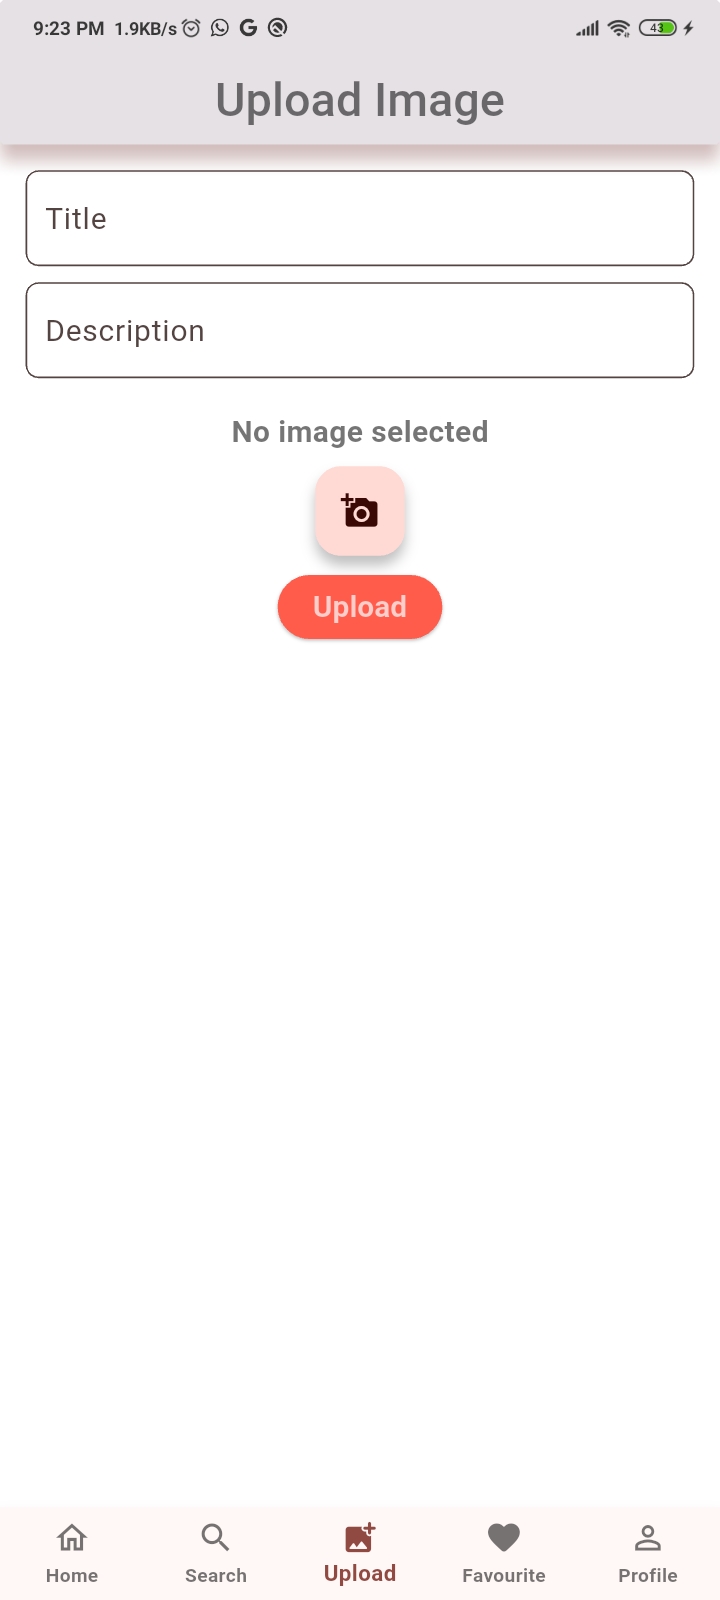 9:23 PM 1.9KB/s 43
Upload Image
Title
Description
No image selected
Upload
Home Search Upload Favourite Profile